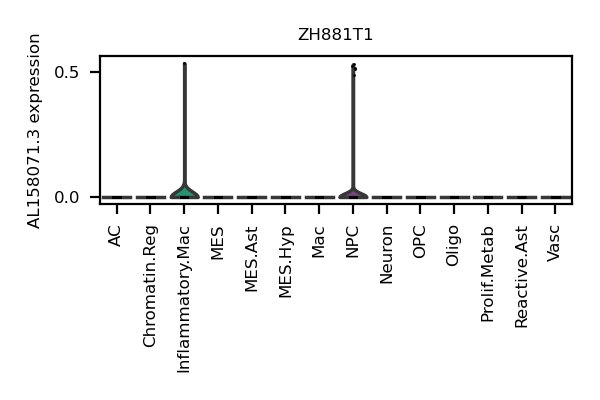 ZH881T1
AL158071.3 expression
0.5
0.0
AC
Chromatin.Reg
Inflammatory.Mac
MES
MES.Ast
MES.Hyp
Mac
NPC
Neuron
OPC
Oligo
Prolif.Metab
Reactive.Ast
Vasc